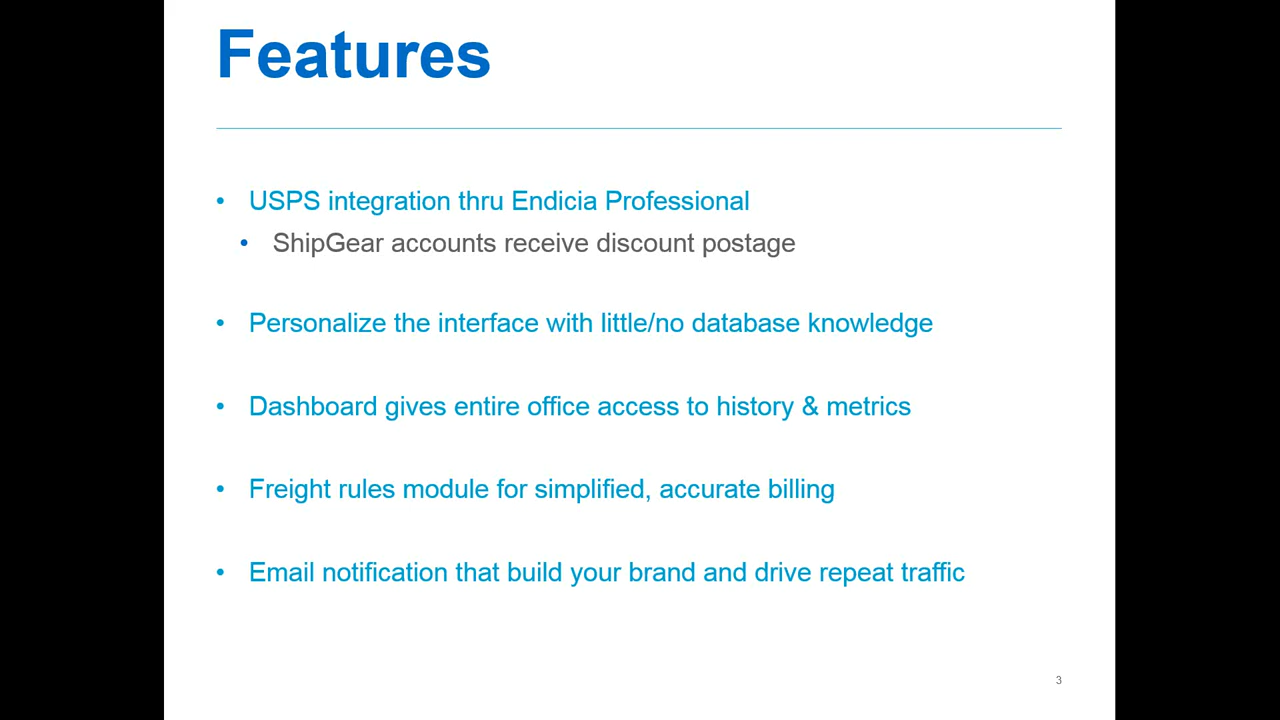 Features
• USPS integration thru Endicia Professional
• ShipGear accounts receive discount postage
• Personalize the interface with little/no database knowledge
• Dashboard gives entire office access to history & metrics
• Freight rules module for simplified, accurate billing
• Email notification that build your brand and drive repeat traffic
3